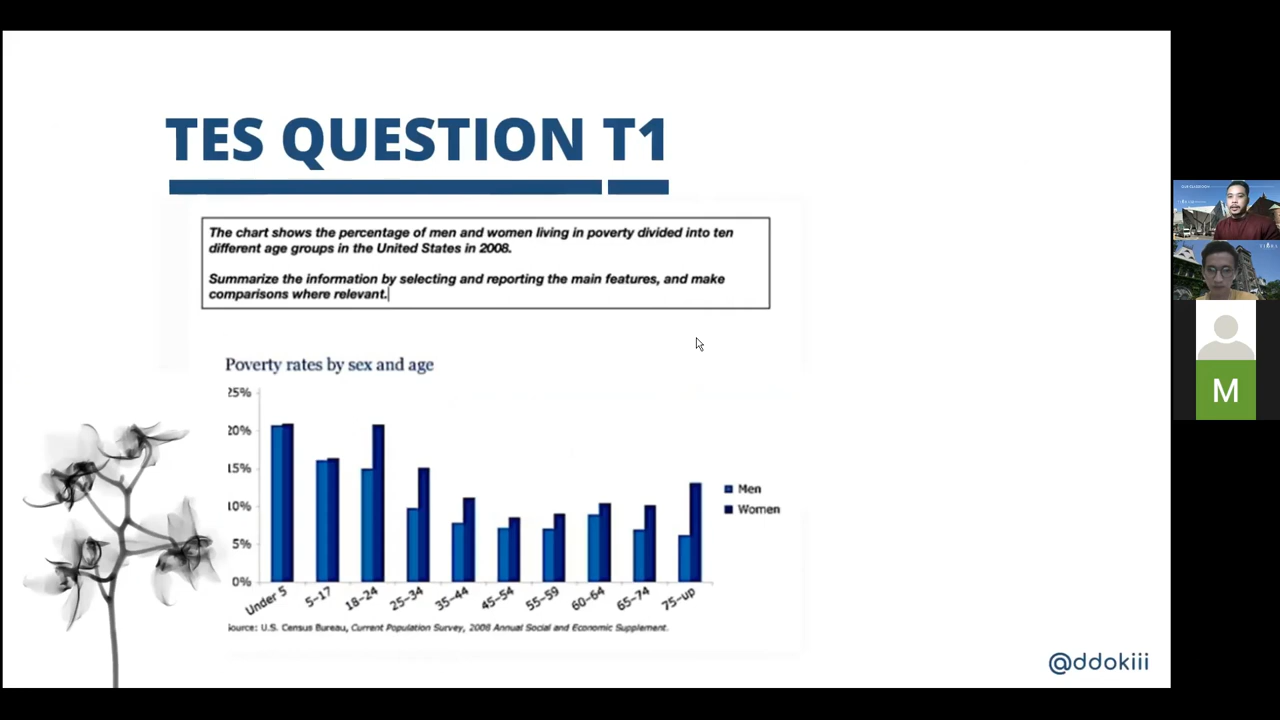 TES QUESTION T1
The chart shows the percentage of men and women living in poverty divided into ten
different age groups in the United States in 2008.
Summarize the information by selecting and reporting the main features, and make
comparisons where relevant.
Poverty rates by sex and age
25%
20%
15%
10%
5%
0%
Men
Women
Under 5
5-17
18-24
25-34
35-44
45-54
55-59
60-64
65-74
75-up
Source: U.S. Census Bureau, Current Population Survey, 2008 Annual Social and Economic Supplement.
@ddokiii
M